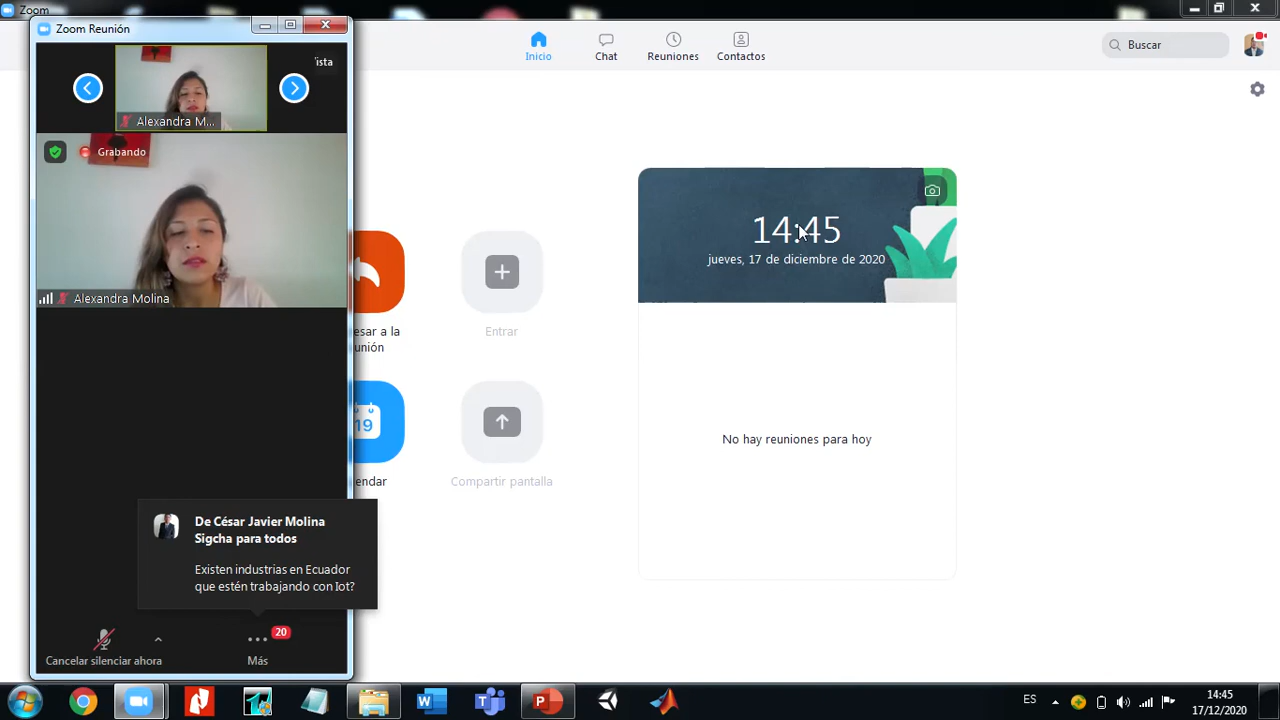 Zoom
Zoom Reunión
ista
Alexandra M...
Grabando
Alexandra Molina
De César Javier Molina
Sigcha para todos
Existen industrias en Ecuador
que estén trabajando con Iot?
20
Cancelar silenciar ahora
Más
Inicio
Chat
Reuniones
Contactos
Buscar
esar a la
unión
Entrar
19
endar
Compartir pantalla
14:45
jueves, 17 de diciembre de 2020
No hay reuniones para hoy
ES
14:45
17/12/2020